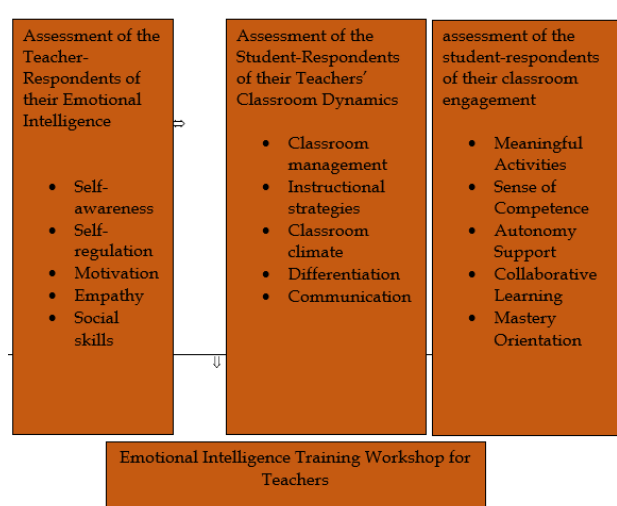 Assessment of the
Teacher-
Respondents of
their Emotional
Intelligence
• Self-
awareness
• Self-
regulation
• Motivation
• Empathy
• Social
skills
⇔
Assessment of the
Student-Respondents
of their Teachers’
Classroom Dynamics
• Classroom
management
• Instructional
strategies
• Classroom
climate
• Differentiation
• Communication
assessment of the
student-respondents
of their classroom
engagement
• Meaningful
Activities
• Sense of
Competence
• Autonomy
Support
• Collaborative
Learning
• Mastery
Orientation
⇓
Emotional Intelligence Training Workshop for
Teachers